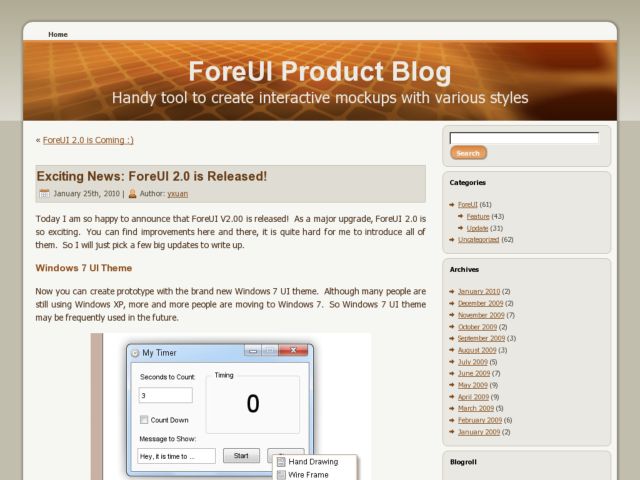 Home
ForeUI Product Blog
Handy tool to create interactive mockups with various styles
« ForeUI 2.0 is Coming :)
Exciting News: ForeUI 2.0 is Released!
January 25th, 2010 | Author: yxuan
Today I am so happy to announce that ForeUI V2.00 is released! As a major upgrade, ForeUI 2.0 is
so exciting. You can find improvements here and there, it is quite hard for me to introduce all of
them. So I will just pick a few big updates to write up.
Windows 7 UI Theme
Now you can create prototype with the brand new Windows 7 UI theme. Although many people are
still using Windows XP, more and more people are moving to Windows 7. So Windows 7 UI theme
may be frequently used in the future.
My Timer
Seconds to Count:
Timing
3
0
Count Down
Message to Show:
Hey, it is time to ...
Start
Hand Drawing
Wire Frame
Search
Categories
ForeUI (61)
Feature (43)
Update (31)
Uncategorized (62)
Archives
January 2010 (2)
December 2009 (2)
November 2009 (7)
October 2009 (2)
September 2009 (3)
August 2009 (3)
July 2009 (5)
June 2009 (7)
May 2009 (9)
April 2009 (9)
March 2009 (5)
February 2009 (6)
January 2009 (2)
Blogroll